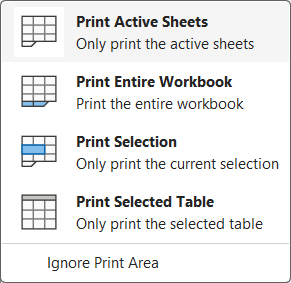 Print Active Sheets
Only print the active sheets
Print Entire Workbook
Print the entire workbook
Print Selection
Only print the current selection
Print Selected Table
Only print the selected table
Ignore Print Area